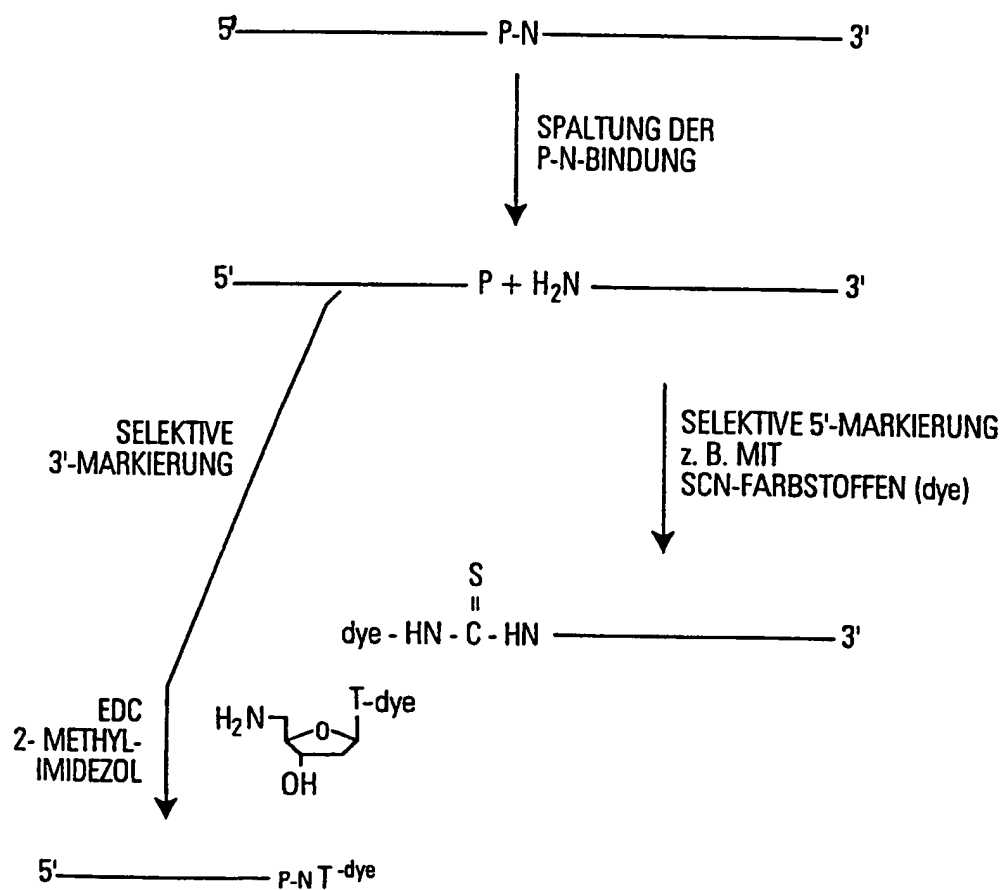 5' P-N 3'
SPALTUNG DER
P-N-BINDUNG
5' P + H₂N 3'
SELEKTIVE
3'-MARKIERUNG
SELEKTIVE 5'-MARKIERUNG
z. B. MIT
SCN-FARBSTOFFEN (dye)
S
=
dye - HN - C - HN 3'
EDC
2- METHYL-
IMIDEZOL
T-dye
H₂N O
OH
5' P-N T-dye